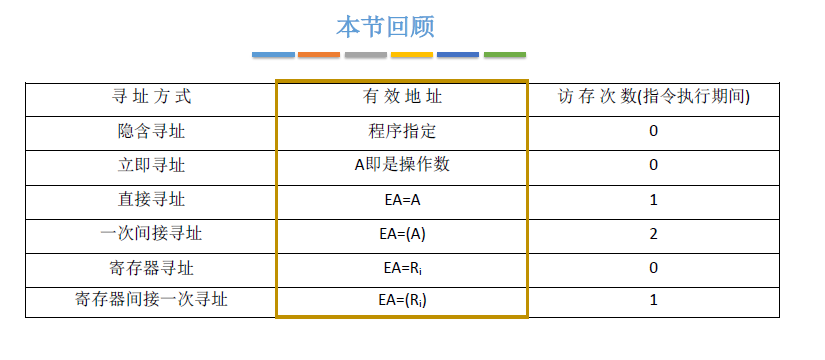 本节回顾
寻址方式 有效地址 访存次数(指令执行期间)
隐含寻址 程序指定 0
立即寻址 A即是操作数 0
直接寻址 EA=A 1
一次间接寻址 EA=(A) 2
寄存器寻址 EA=Ri 0
寄存器间接一次寻址 EA=(Ri) 1